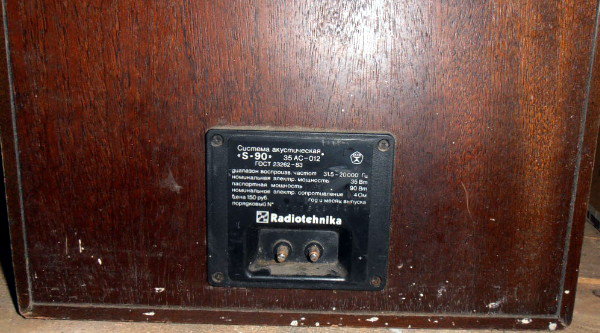 Система акустическая
"S-90" 35 АС-012
ГОСТ 23262-83
диапазон воспроизв. частот 31,5-20000 Гц
номинальная электр. мощность 35 Вт
паспортная мощность 90 Вт
номинальное электр. сопротивление 4 Ом
Цена 150 руб. год и месяц выпуска
порядковый №
Radiotehnika